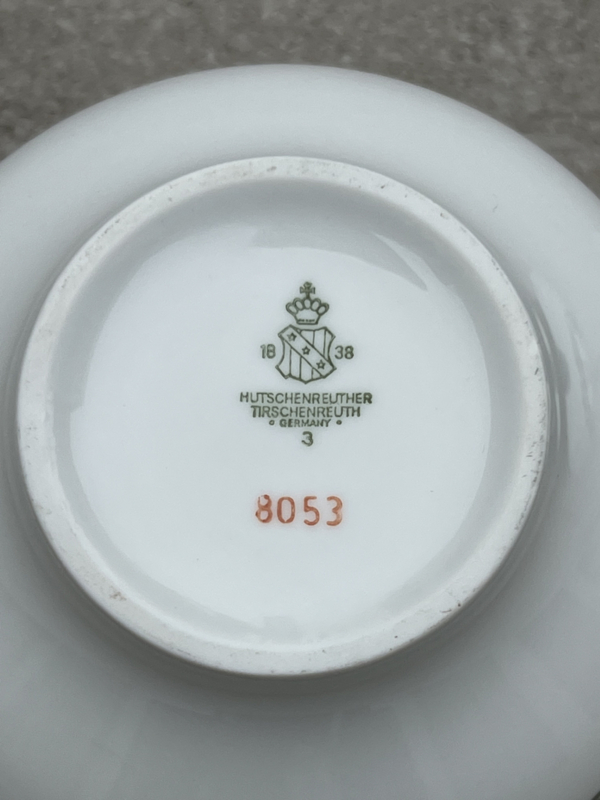 18 38
HUTSCHENREUTHER
TIRSCHENREUTH
• GERMANY •
3
8053